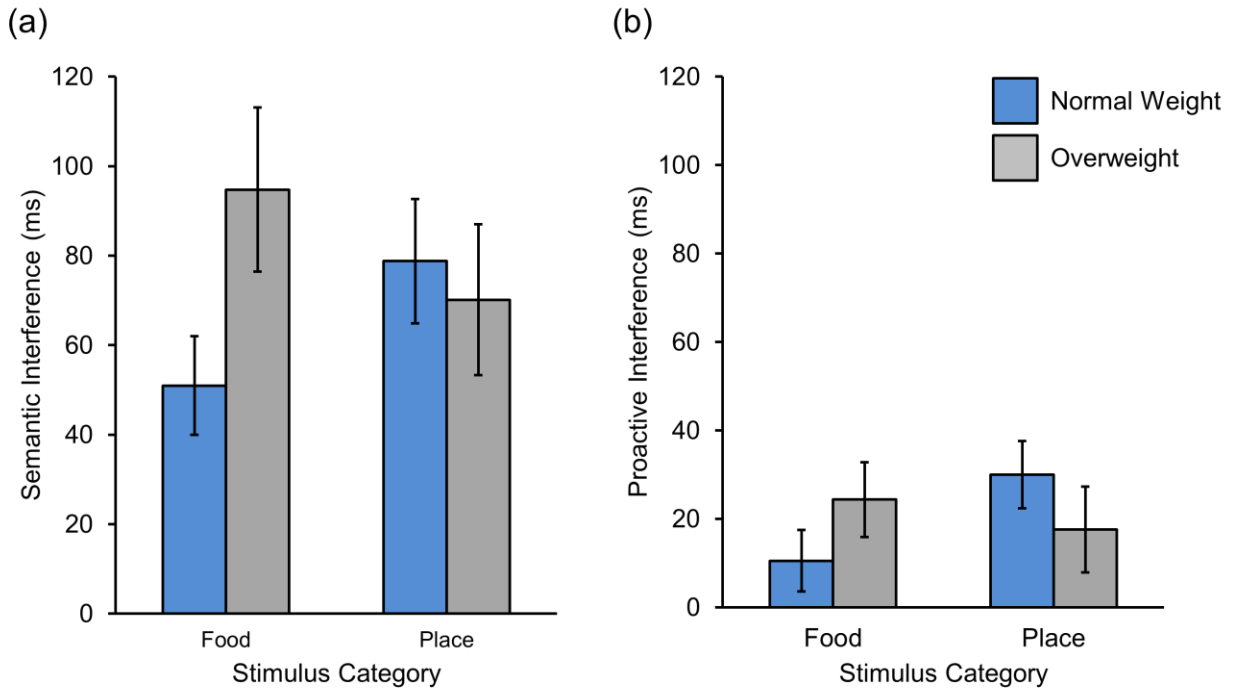 (a)
Semantic Interference (ms)
120
100
80
60
40
20
0
Food Place
Stimulus Category
(b)
Proactive Interference (ms)
120
100
80
60
40
20
0
Normal Weight
Overweight
Food Place
Stimulus Category